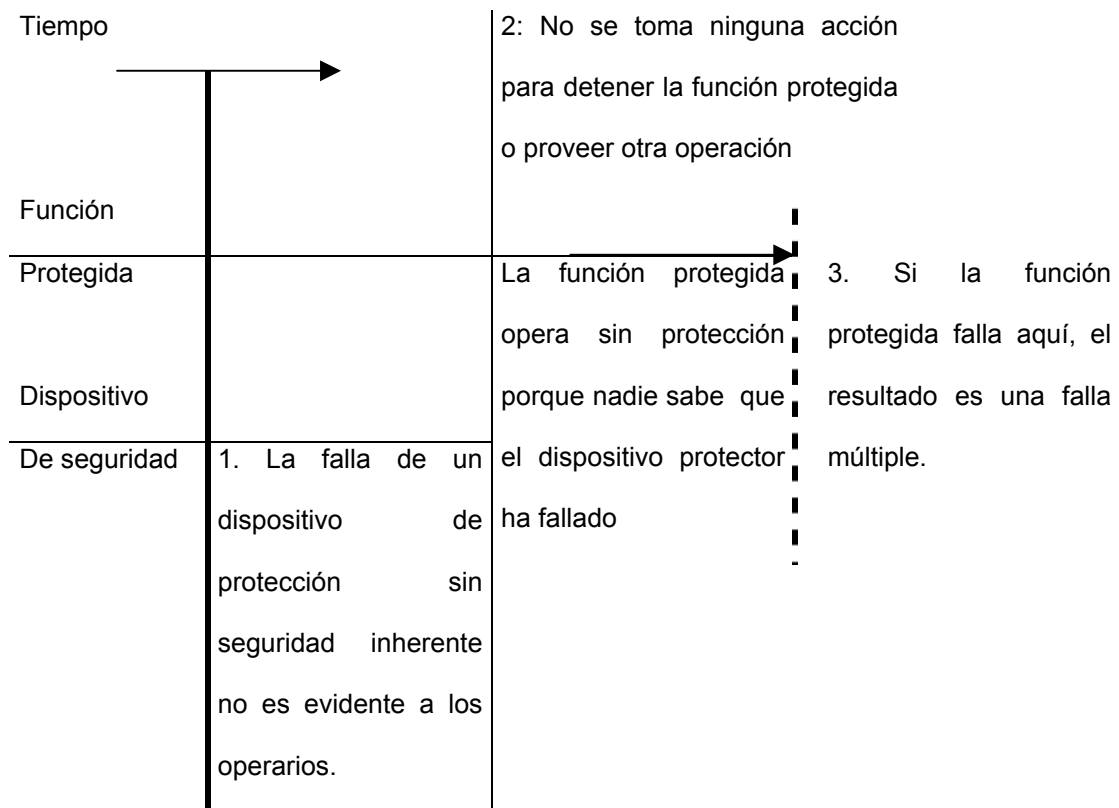 Tiempo
2: No se toma ninguna acción
para detener la función protegida
o proveer otra operación
Función
Protegida
Dispositivo
De seguridad
1. La falla de un
dispositivo de
protección sin
seguridad inherente
no es evidente a los
operarios.
La función protegida
opera sin protección
porque nadie sabe que
el dispositivo protector
ha fallado
3. Si la función
protegida falla aquí, el
resultado es una falla
múltiple.